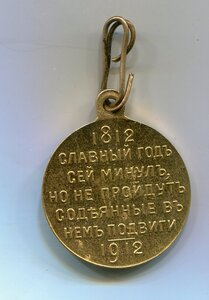 1812
СЛАВНЫЙ ГОДЪ
СЕЙ МИНУЛЪ,
НО НЕ ПРОЙДУТЪ
СОДѢЯННЫЕ ВЪ
НЕМЪ ПОДВИГИ
1912